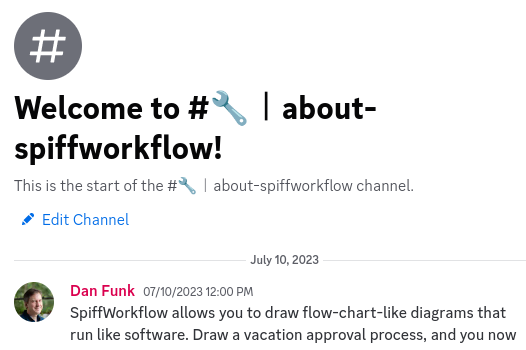 Welcome to #🔧｜about-
spiffworkflow!
This is the start of the #🔧｜about-spiffworkflow channel.
Edit Channel
July 10, 2023
Dan Funk 07/10/2023 12:00 PM
SpiffWorkflow allows you to draw flow-chart-like diagrams that
run like software. Draw a vacation approval process, and you now